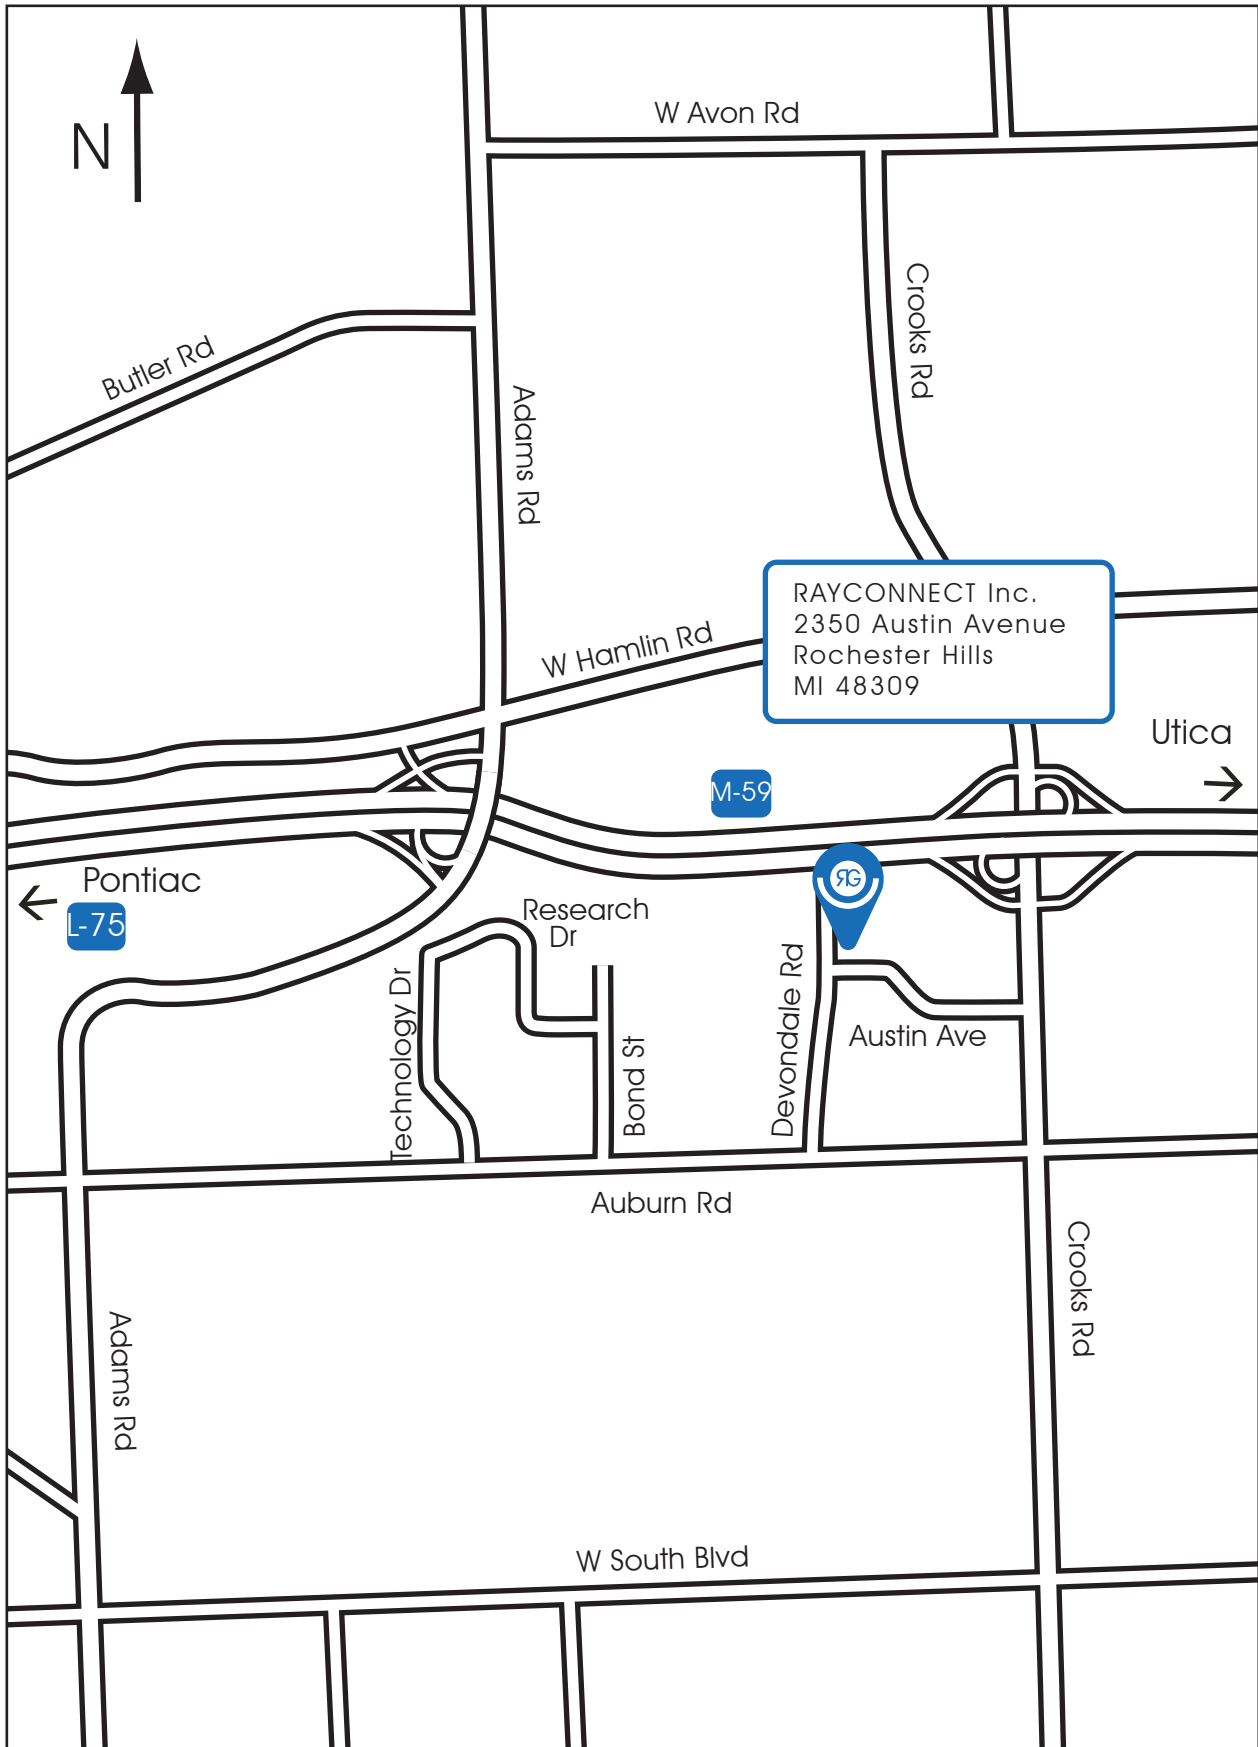 N
W Avon Rd
Crooks Rd
Butler Rd
Adams Rd
RAYCONNECT Inc.
2350 Austin Avenue
Rochester Hills
MI 48309
W Hamlin Rd
Utica
M-59
Pontiac
L-75
RG
Research
Dr
Technology Dr
Bond St
Devondale Rd
Austin Ave
Auburn Rd
Crooks Rd
Adams Rd
W South Blvd